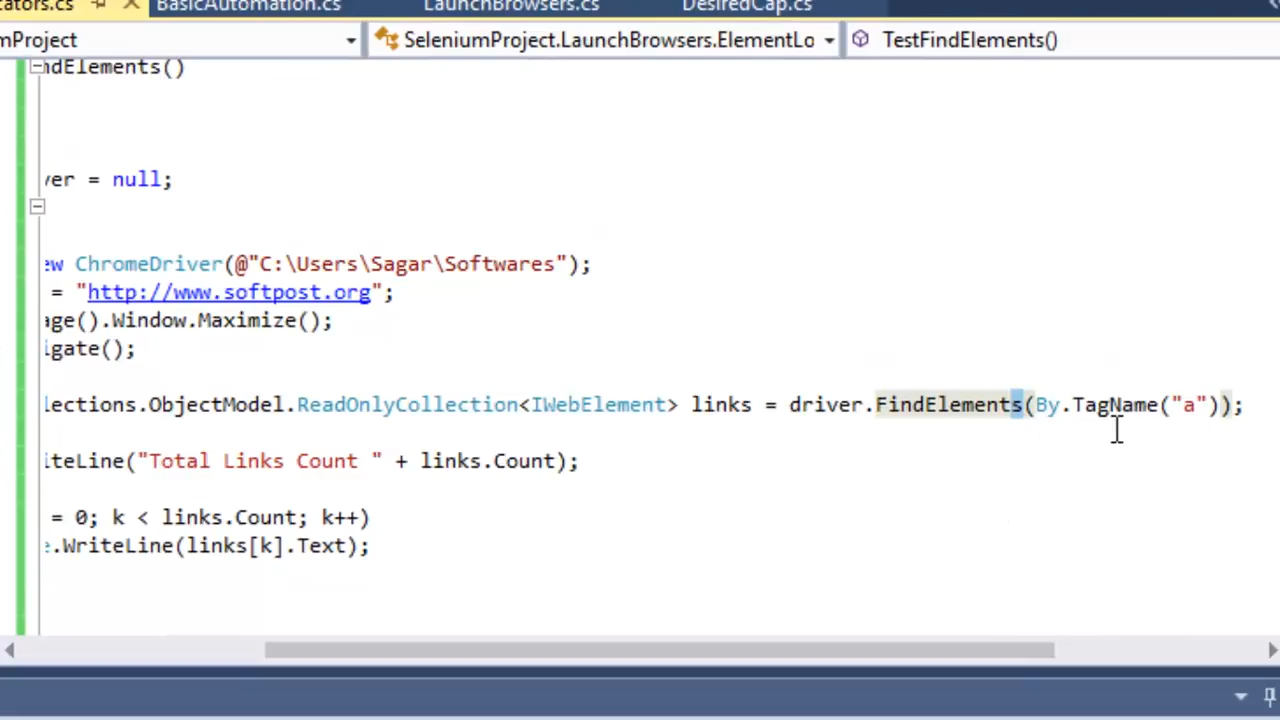 ators.cs BasicAutomation.cs LaunchBrowsers.cs DesiredCap.cs
mProject SeleniumProject.LaunchBrowsers.ElementLo TestFindElements()
ndElements()
ver = null;
ew ChromeDriver(@"C:\Users\Sagar\Softwares");
= "http://www.softpost.org";
age().Window.Maximize();
igate();
lections.ObjectModel.ReadOnlyCollection<IWebElement> links = driver.FindElements(By.TagName("a"));
iteLine("Total Links Count " + links.Count);
= 0; k < links.Count; k++)
e.WriteLine(links[k].Text);